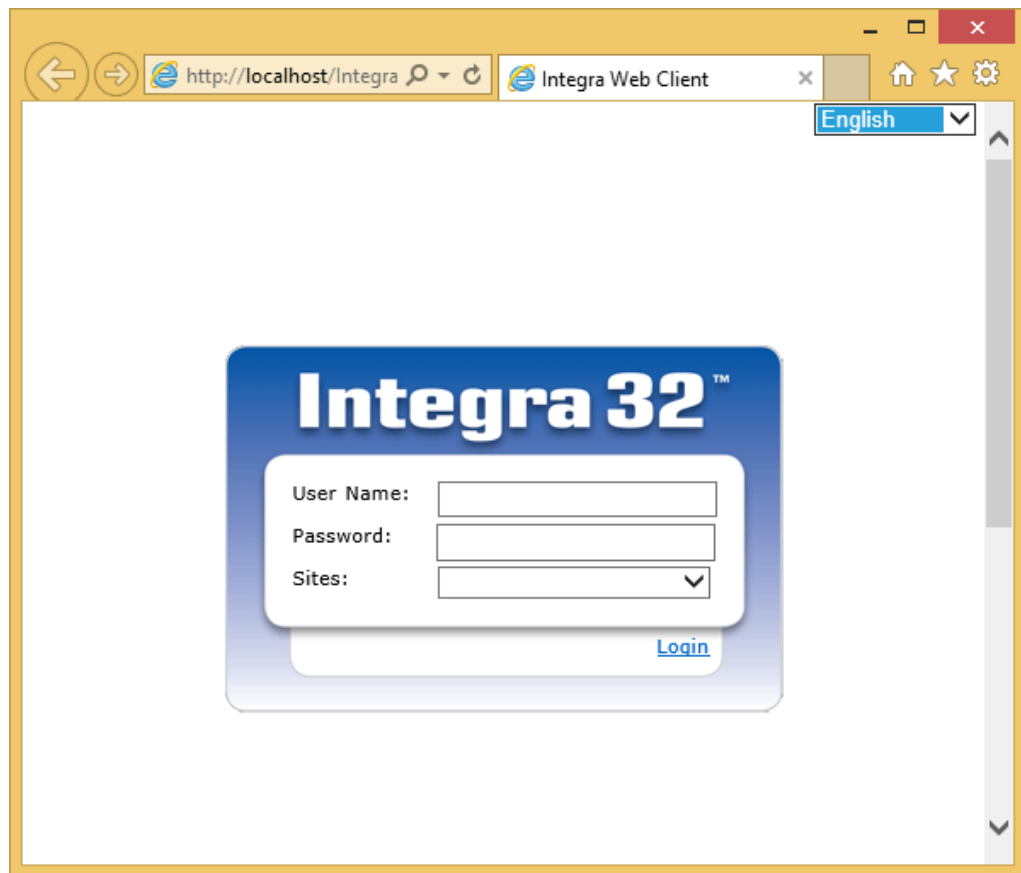 http://localhost/Integra
Integra Web Client
English
Integra 32™
User Name:
Password:
Sites:
Login